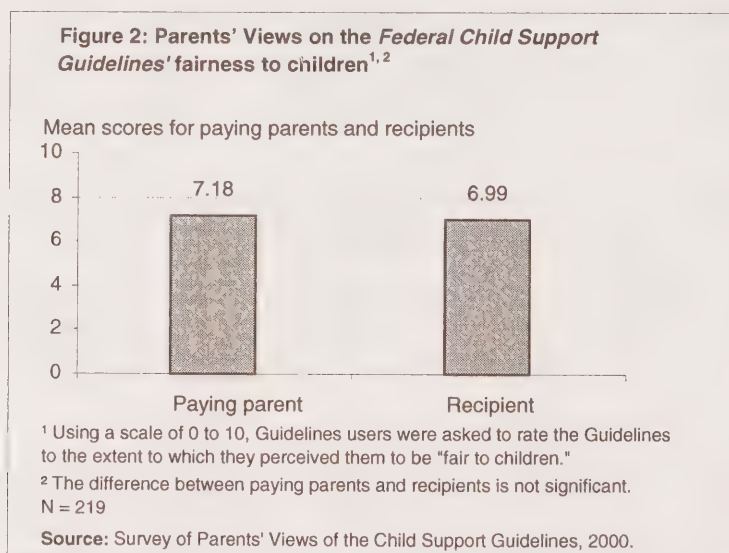 Figure 2: Parents' Views on the Federal Child Support
Guidelines' fairness to children¹,²
Mean scores for paying parents and recipients
10
8
6
4
2
0
7.18
6.99
Paying parent
Recipient
¹ Using a scale of 0 to 10, Guidelines users were asked to rate the Guidelines
to the extent to which they perceived them to be "fair to children."
² The difference between paying parents and recipients is not significant.
N = 219
Source: Survey of Parents' Views of the Child Support Guidelines, 2000.